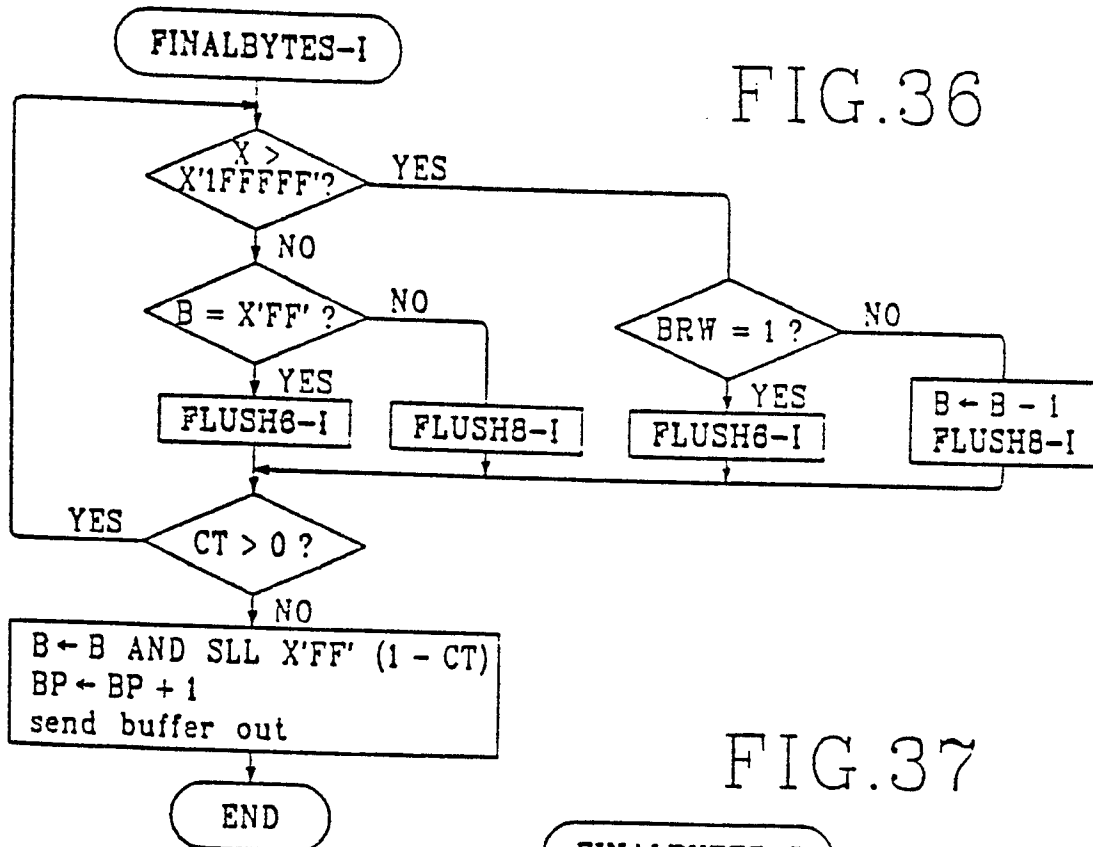 FINALBYTES-I
FIG.36
X >
X'1FFFFF'?
YES
NO
B = X'FF' ?
NO
YES
BRW = 1 ?
NO
YES
FLUSH6-I
FLUSH8-I
FLUSH6-I
B ← B - 1
FLUSH8-I
YES
CT > 0 ?
NO
B ← B AND SLL X'FF' (1 - CT)
BP ← BP + 1
send buffer out
FIG.37
END